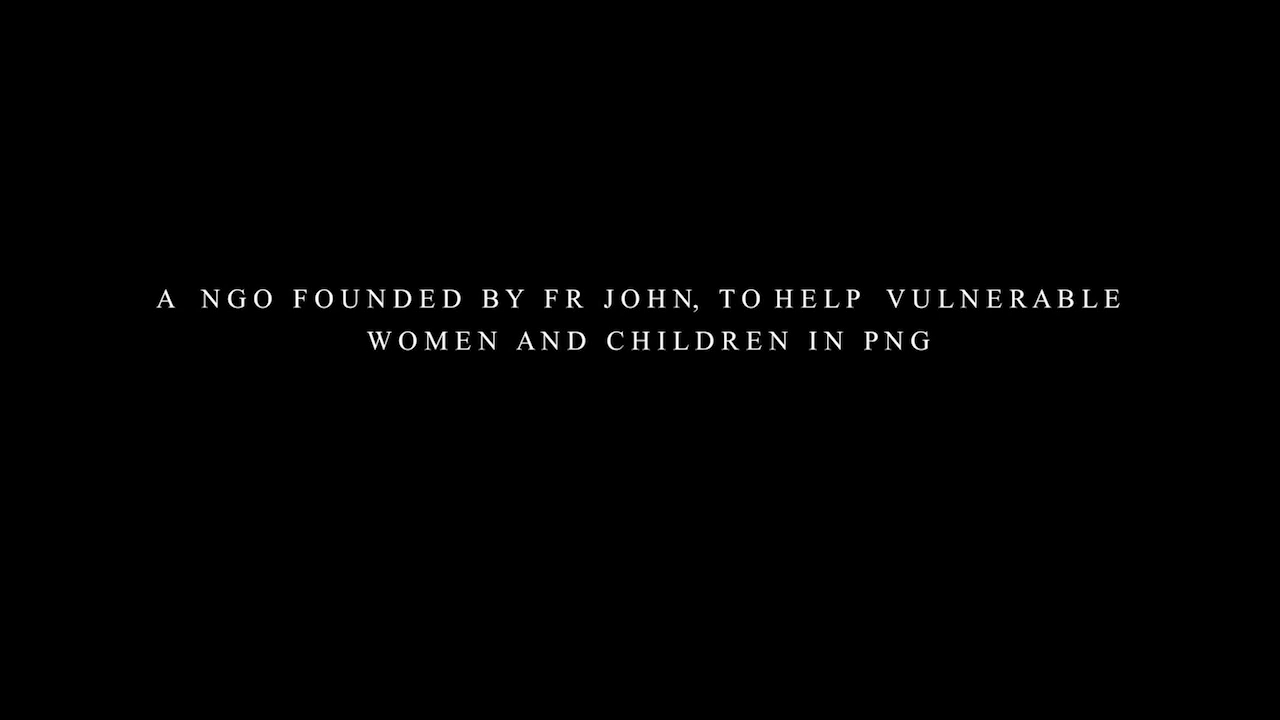 A NGO FOUNDED BY FR JOHN, TO HELP VULNERABLE
WOMEN AND CHILDREN IN PNG